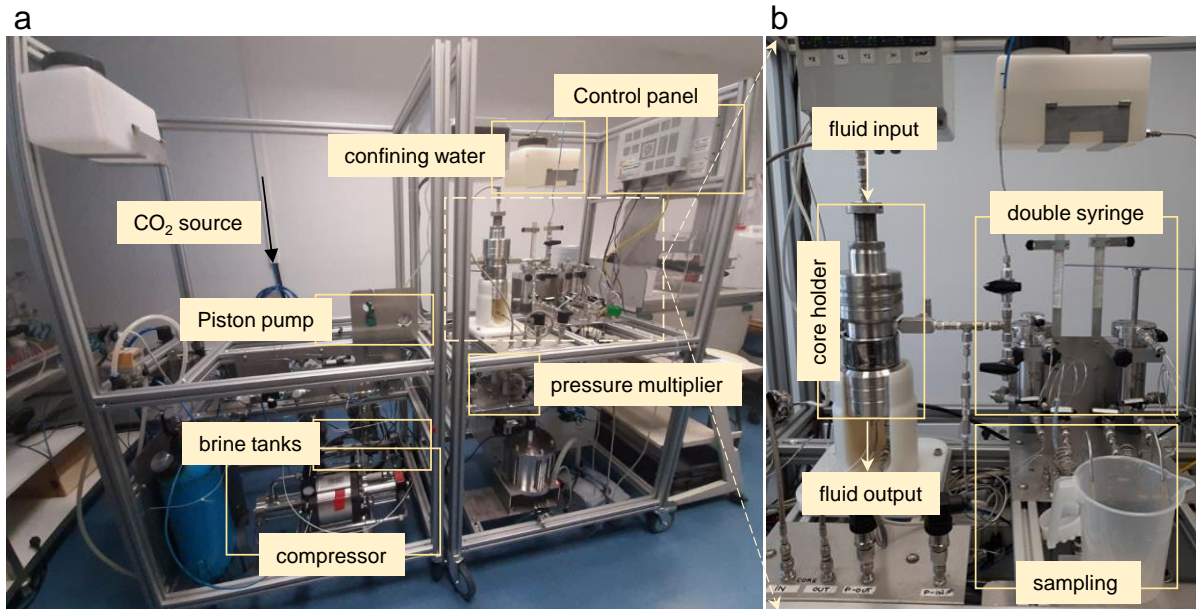 a
b
Control panel
confining water
CO₂ source
Piston pump
pressure multiplier
brine tanks
compressor
fluid input
double syringe
core holder
fluid output
sampling
IN
CORE
OUT
P-OUT